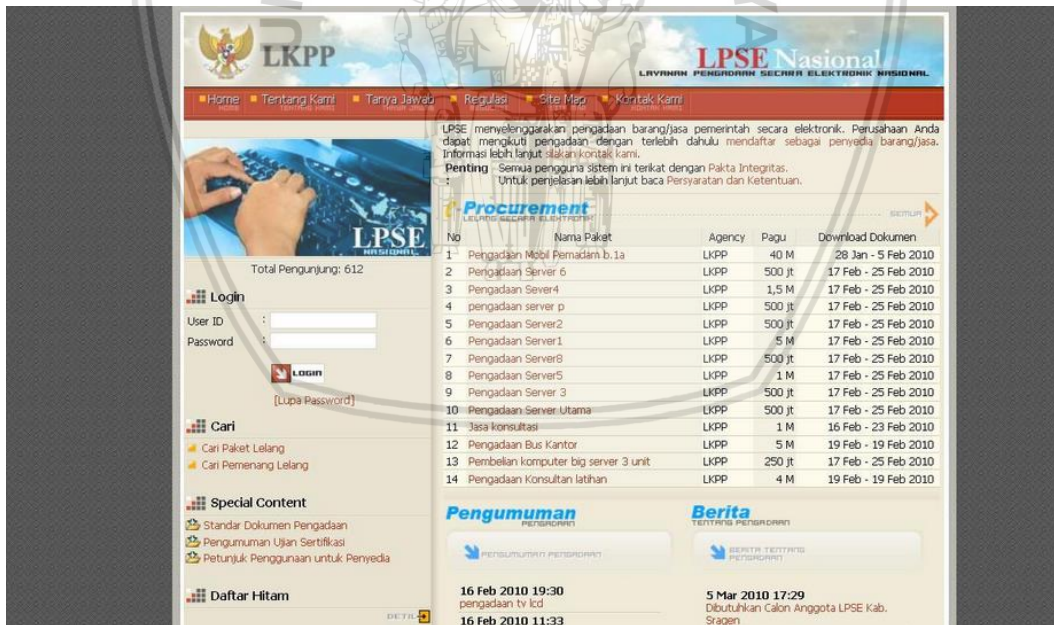 LKPP
LPSE Nasional
LAYANAN PENGADAAN SECARA ELEKTRONIK NASIONAL
Home
HOME
Tentang Kami
TENTANG KAMI
Tanya Jawab
Regulasi
Site Map
Kontak Kami
KONTAK KAMI
LPSE menyelenggarakan pengadaan barang/jasa pemerintah secara elektronik. Perusahaan Anda
dapat mengikuti pengadaan dengan terlebih dahulu mendaftar sebagai penyedia barang/jasa.
Informasi lebih lanjut silakan kontak kami.
Penting Semua pengguna sistem ini terikat dengan Pakta Integritas.
: Untuk penjelasan lebih lanjut baca Persyaratan dan Ketentuan.
LPSE
NASIONAL
Total Pengunjung: 612
Login
User ID :
Password :
LOGIN
[Lupa Password]
Cari
Cari Paket Lelang
Cari Pemenang Lelang
Special Content
Standar Dokumen Pengadaan
Pengumuman Ujian Sertifikasi
Petunjuk Penggunaan untuk Penyedia
Daftar Hitam
DETIL
e-Procurement
LELANG SECARA ELEKTRONIK
SEMUA
No Nama Paket Agency Pagu Download Dokumen
1 Pengadaan Mobil Pemadam b.1a LKPP 40 M 28 Jan - 5 Feb 2010
2 Pengadaan Server 6 LKPP 500 jt 17 Feb - 25 Feb 2010
3 Pengadaan Sever4 LKPP 1,5 M 17 Feb - 25 Feb 2010
4 pengadaan server p LKPP 500 jt 17 Feb - 25 Feb 2010
5 Pengadaan Server2 LKPP 500 jt 17 Feb - 25 Feb 2010
6 Pengadaan Server1 LKPP 5 M 17 Feb - 25 Feb 2010
7 Pengadaan Server8 LKPP 500 jt 17 Feb - 25 Feb 2010
8 Pengadaan Server5 LKPP 1 M 17 Feb - 25 Feb 2010
9 Pengadaan Server 3 LKPP 500 jt 17 Feb - 25 Feb 2010
10 Pengadaan Server Utama LKPP 500 jt 17 Feb - 25 Feb 2010
11 Jasa konsultasi LKPP 1 M 16 Feb - 23 Feb 2010
12 Pengadaan Bus Kantor LKPP 5 M 19 Feb - 19 Feb 2010
13 Pembelian komputer big server 3 unit LKPP 250 jt 17 Feb - 25 Feb 2010
14 Pengadaan Konsultan latihan LKPP 4 M 19 Feb - 19 Feb 2010
Pengumuman
PENGADAAN
PENGUMUMAN PENGADAAN
16 Feb 2010 19:30
pengadaan tv lcd
16 Feb 2010 11:33
Berita
TENTANG PENGADAAN
BERITA TENTANG
PENGADAAN
5 Mar 2010 17:29
Dibutuhkan Calon Anggota LPSE Kab.
Sragen